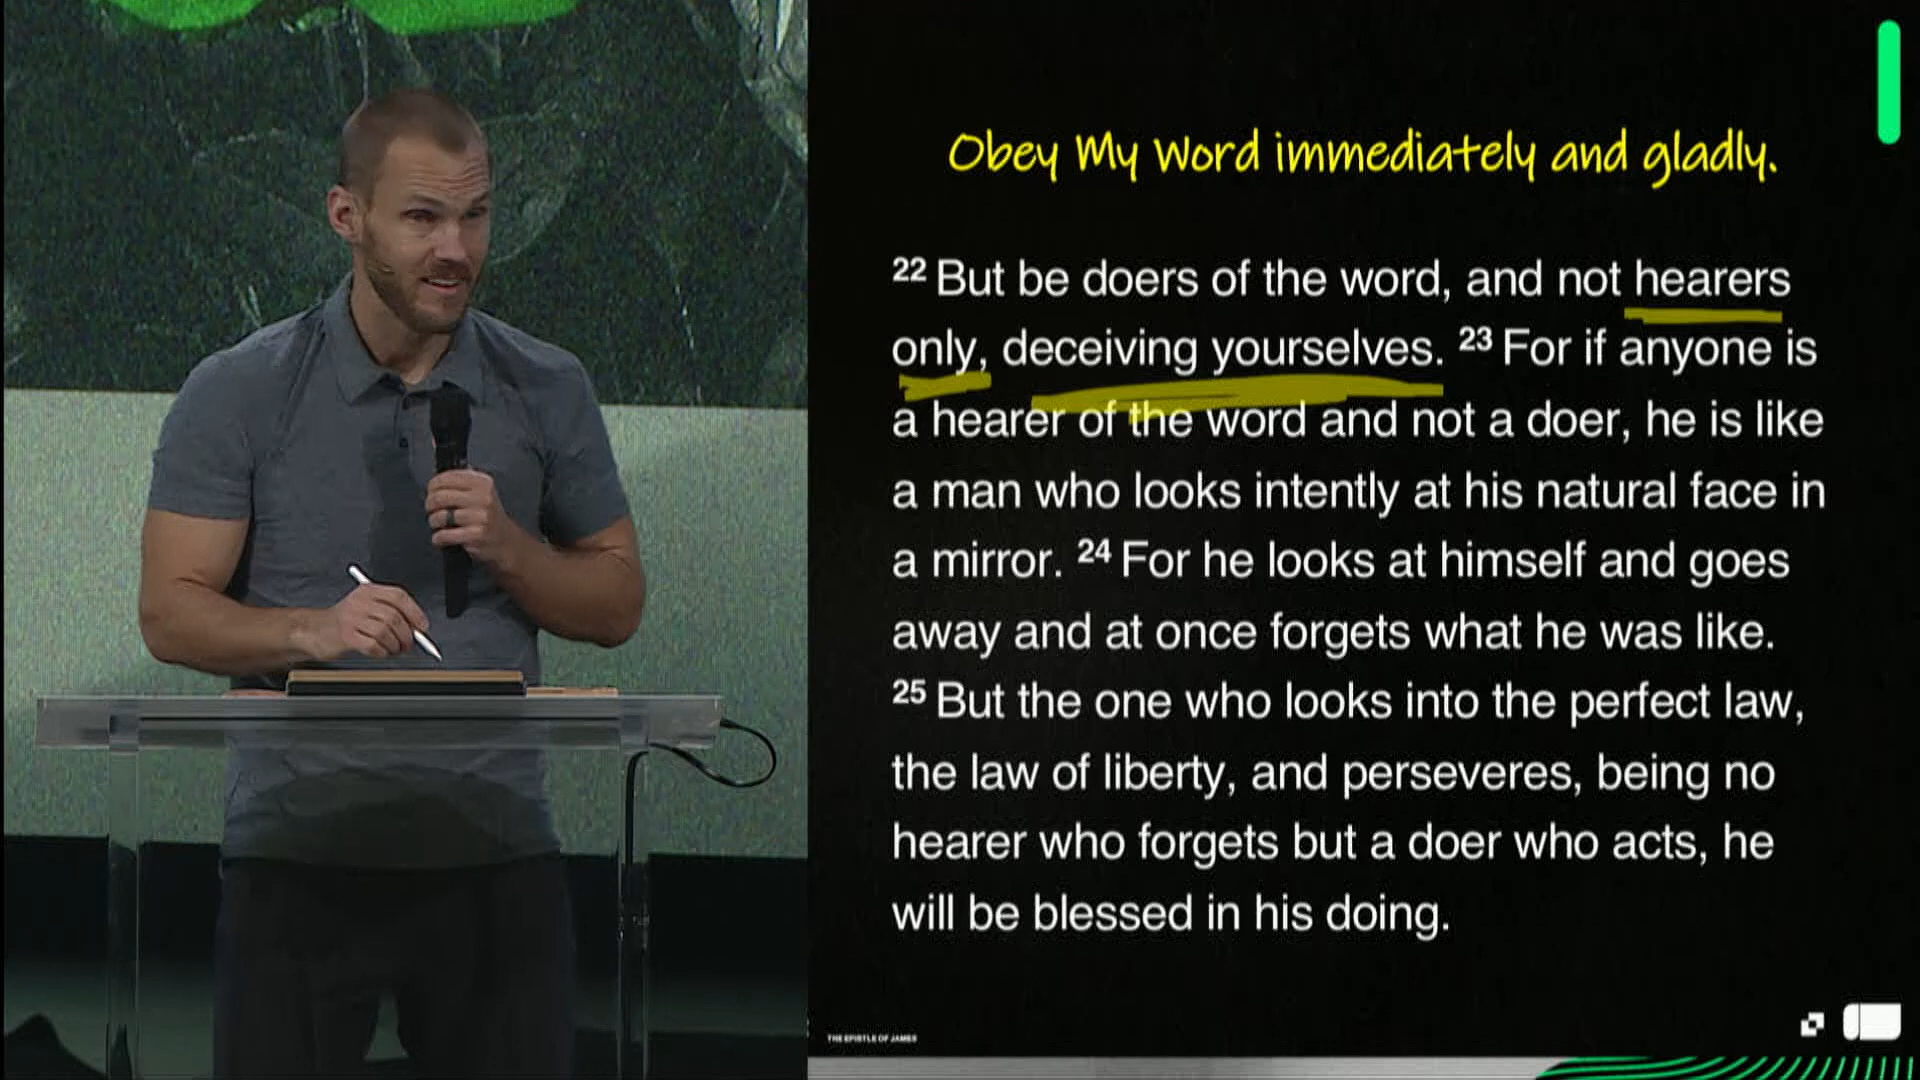 Obey My Word immediately and gladly.
22 But be doers of the word, and not hearers
only, deceiving yourselves. 23 For if anyone is
a hearer of the word and not a doer, he is like
a man who looks intently at his natural face in
a mirror. 24 For he looks at himself and goes
away and at once forgets what he was like.
25 But the one who looks into the perfect law,
the law of liberty, and perseveres, being no
hearer who forgets but a doer who acts, he
will be blessed in his doing.
THE EPISTLE OF JAMES